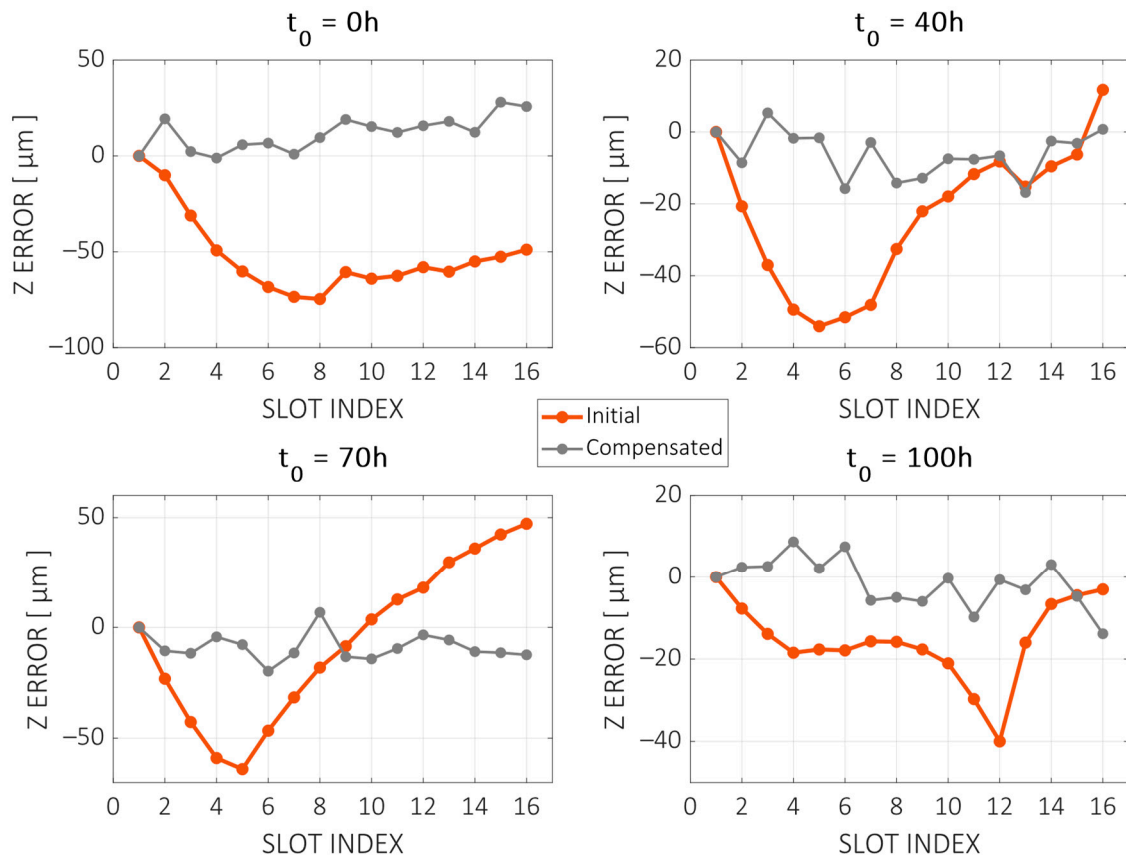 t0 = 0h
50
0
−50
−100
Z ERROR [ µm ]
0 2 4 6 8 10 12 14 16
SLOT INDEX
t0 = 40h
20
0
−20
−40
−60
Z ERROR [ µm ]
0 2 4 6 8 10 12 14 16
SLOT INDEX
Initial
Compensated
t0 = 70h
50
0
−50
Z ERROR [ µm ]
0 2 4 6 8 10 12 14 16
SLOT INDEX
t0 = 100h
20
0
−20
−40
Z ERROR [ µm ]
0 2 4 6 8 10 12 14 16
SLOT INDEX